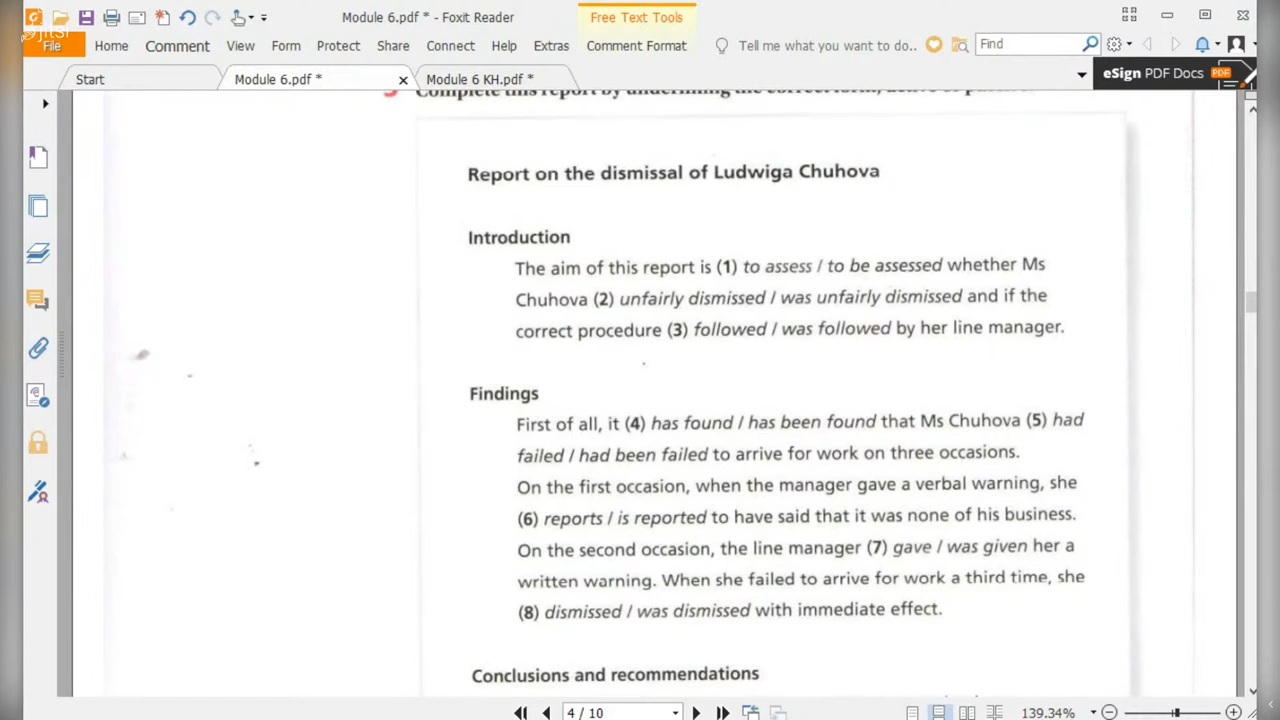 Module 6.pdf * - Foxit Reader
Free Text Tools
jitsi
File Home Comment View Form Protect Share Connect Help Extras Comment Format Tell me what you want to do.. Find
Start Module 6.pdf * Module 6 KH.pdf * eSign PDF Docs PDF
Complete this report by underlining the correct form, active or passive.
Report on the dismissal of Ludwiga Chuhova
Introduction
The aim of this report is (1) to assess / to be assessed whether Ms
Chuhova (2) unfairly dismissed / was unfairly dismissed and if the
correct procedure (3) followed / was followed by her line manager.
Findings
First of all, it (4) has found / has been found that Ms Chuhova (5) had
failed / had been failed to arrive for work on three occasions.
On the first occasion, when the manager gave a verbal warning, she
(6) reports / is reported to have said that it was none of his business.
On the second occasion, the line manager (7) gave / was given her a
written warning. When she failed to arrive for work a third time, she
(8) dismissed / was dismissed with immediate effect.
Conclusions and recommendations
4 / 10
139.34%